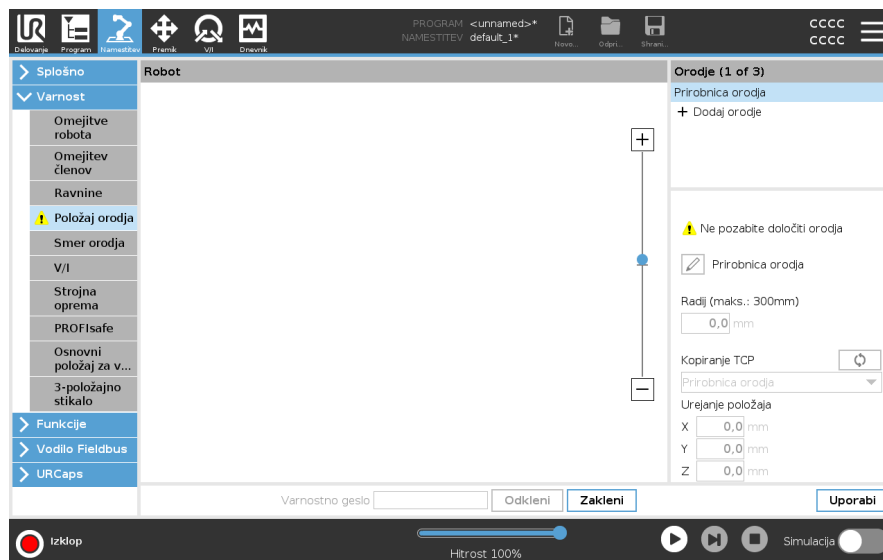 PROGRAM <unnamed>*
NAMESTITEV default_1*
Delovanje
Program
Namestitev
Premik
V/I
Dnevnik
Novo...
Odpri...
Shrani...
CCCC
CCCC
Splošno
Varnost
Omejitve
robota
Omejitev
členov
Ravnine
Položaj orodja
Smer orodja
V/I
Strojna
oprema
PROFIsafe
Osnovni
položaj za v...
3-položajno
stikalo
Funkcije
Vodilo Fieldbus
URCaps
Robot
Orodje (1 of 3)
Prirobnica orodja
+ Dodaj orodje
Ne pozabite določiti orodja
Prirobnica orodja
Radij (maks.: 300mm)
0,0 mm
Kopiranje TCP
Prirobnica orodja
Urejanje položaja
X 0,0 mm
Y 0,0 mm
Z 0,0 mm
Varnostno geslo
Odkleni
Zakleni
Uporabi
Izklop
Hitrost 100%
Simulacija